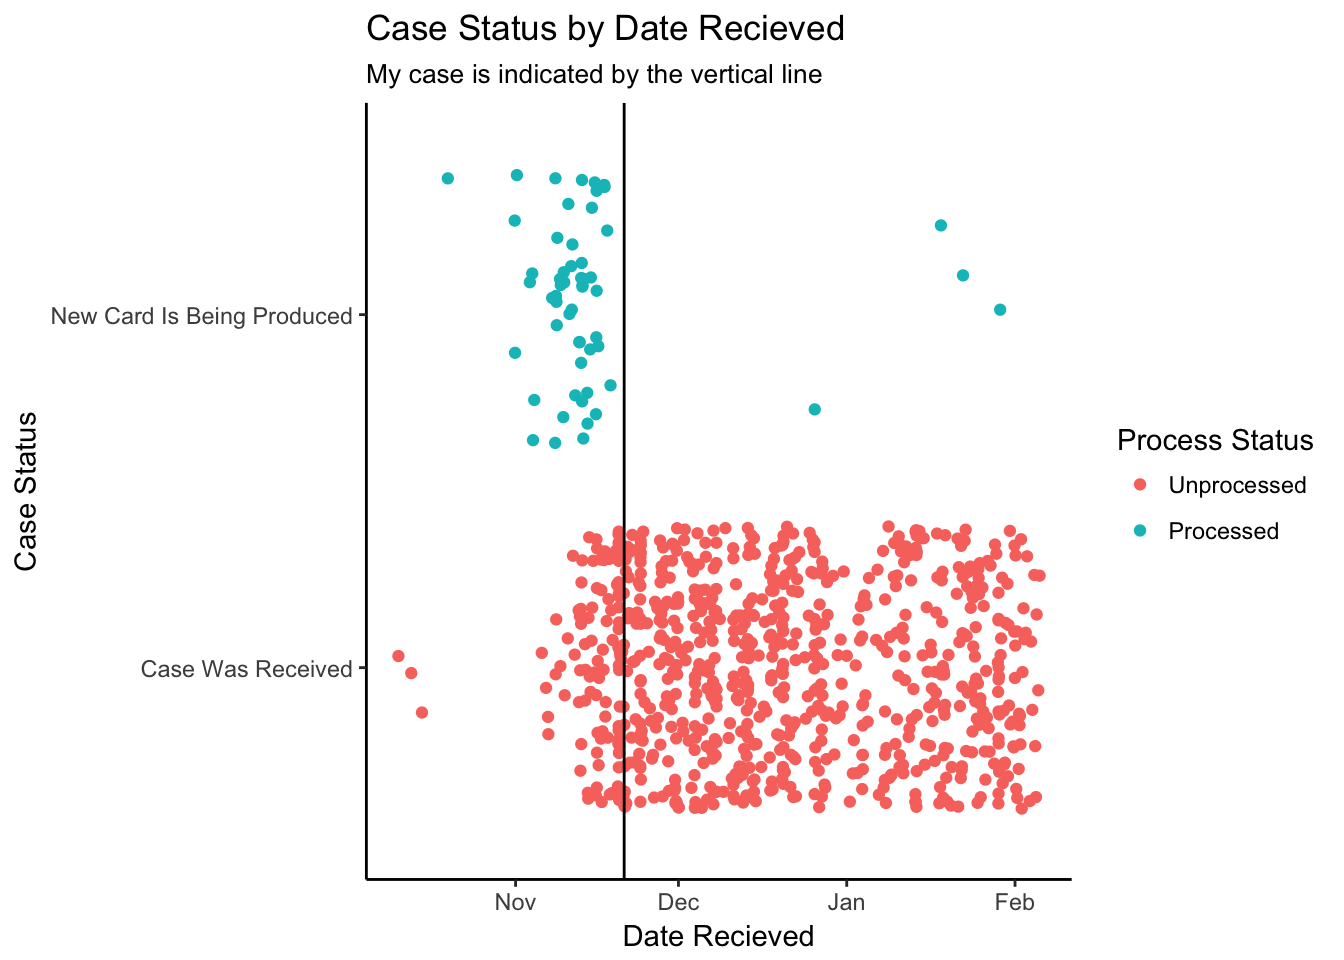 Case Status by Date Recieved
My case is indicated by the vertical line
Case Status
New Card Is Being Produced
Case Was Received
Nov
Dec
Jan
Feb
Date Recieved
Process Status
Unprocessed
Processed